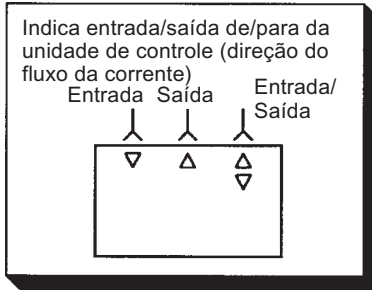 Indica entrada/saída de/para da
unidade de controle (direção do
fluxo da corrente)
Entrada Saída Entrada/
Saída